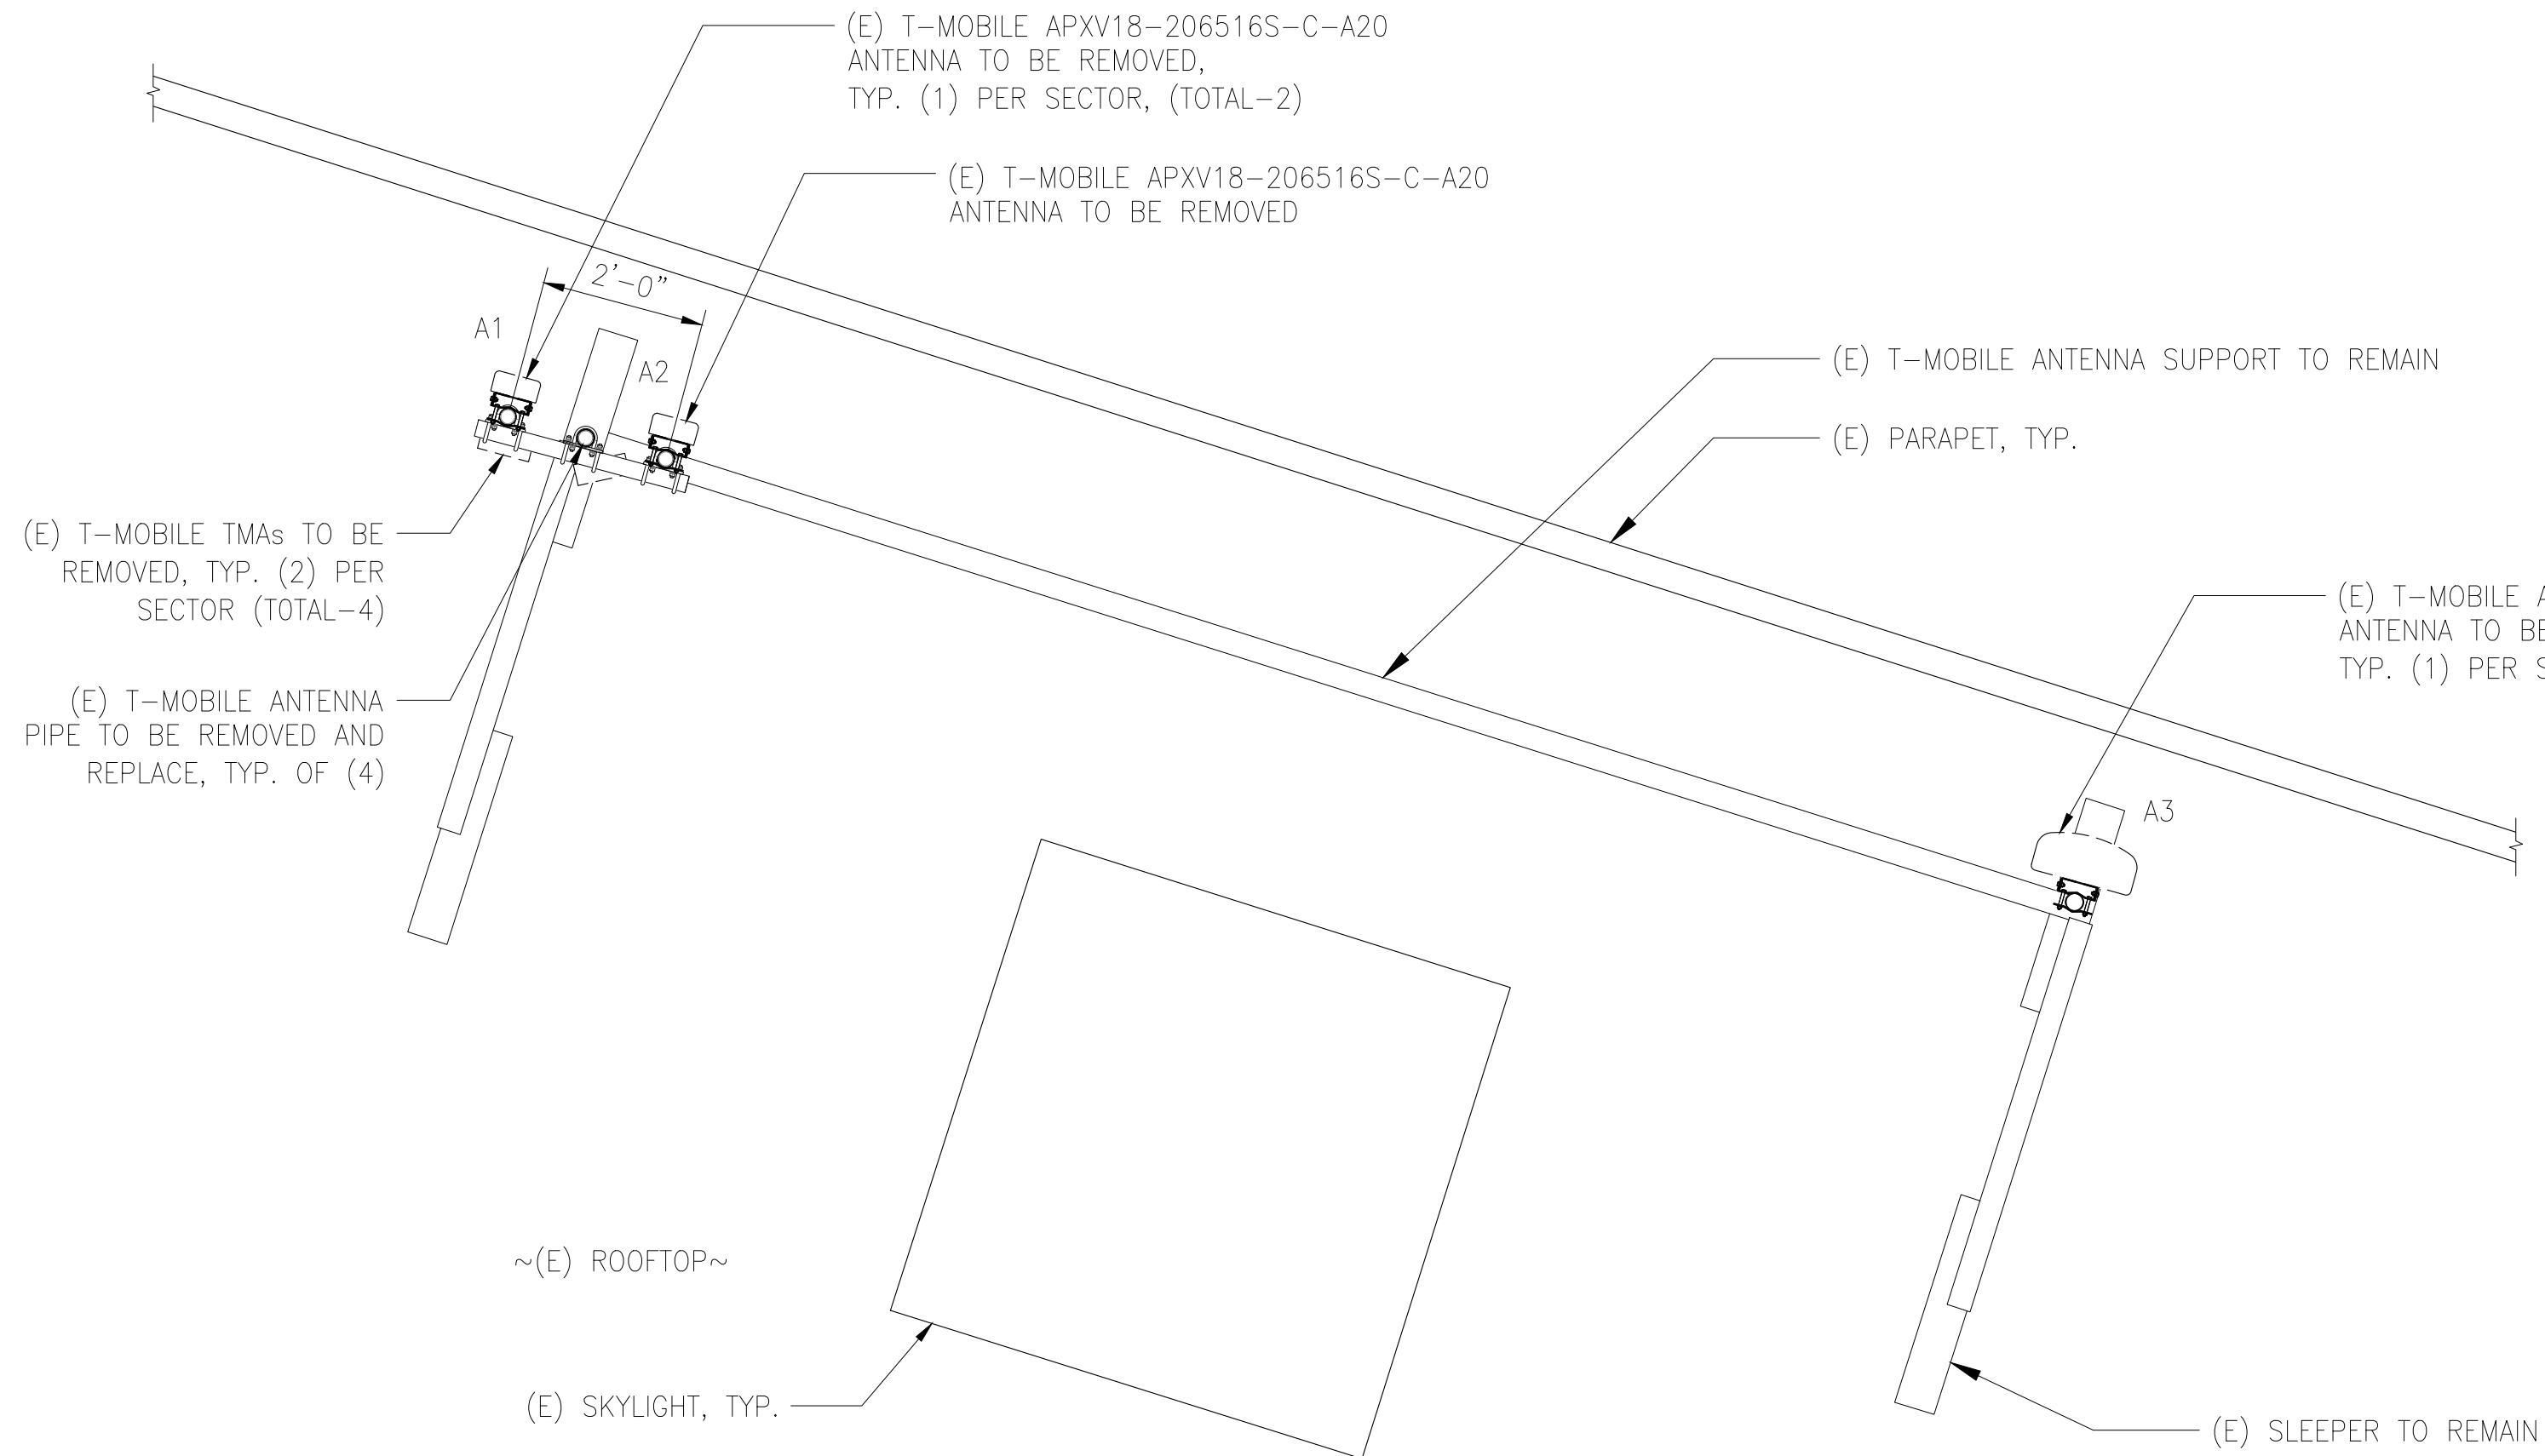 (E) T-MOBILE APXV18-206516S-C-A20
ANTENNA TO BE REMOVED,
TYP. (1) PER SECTOR, (TOTAL-2)
(E) T-MOBILE APXV18-206516S-C-A20
ANTENNA TO BE REMOVED
2'-0"
A1
A2
(E) T-MOBILE ANTENNA SUPPORT TO REMAIN
(E) PARAPET, TYP.
(E) T-MOBILE TMAs TO BE
REMOVED, TYP. (2) PER
SECTOR (TOTAL-4)
(E) T-MOBILE
ANTENNA TO BE
TYP. (1) PER
(E) T-MOBILE ANTENNA
PIPE TO BE REMOVED AND
REPLACE, TYP. OF (4)
A3
~(E) ROOFTOP~
(E) SKYLIGHT, TYP.
(E) SLEEPER TO REMAIN